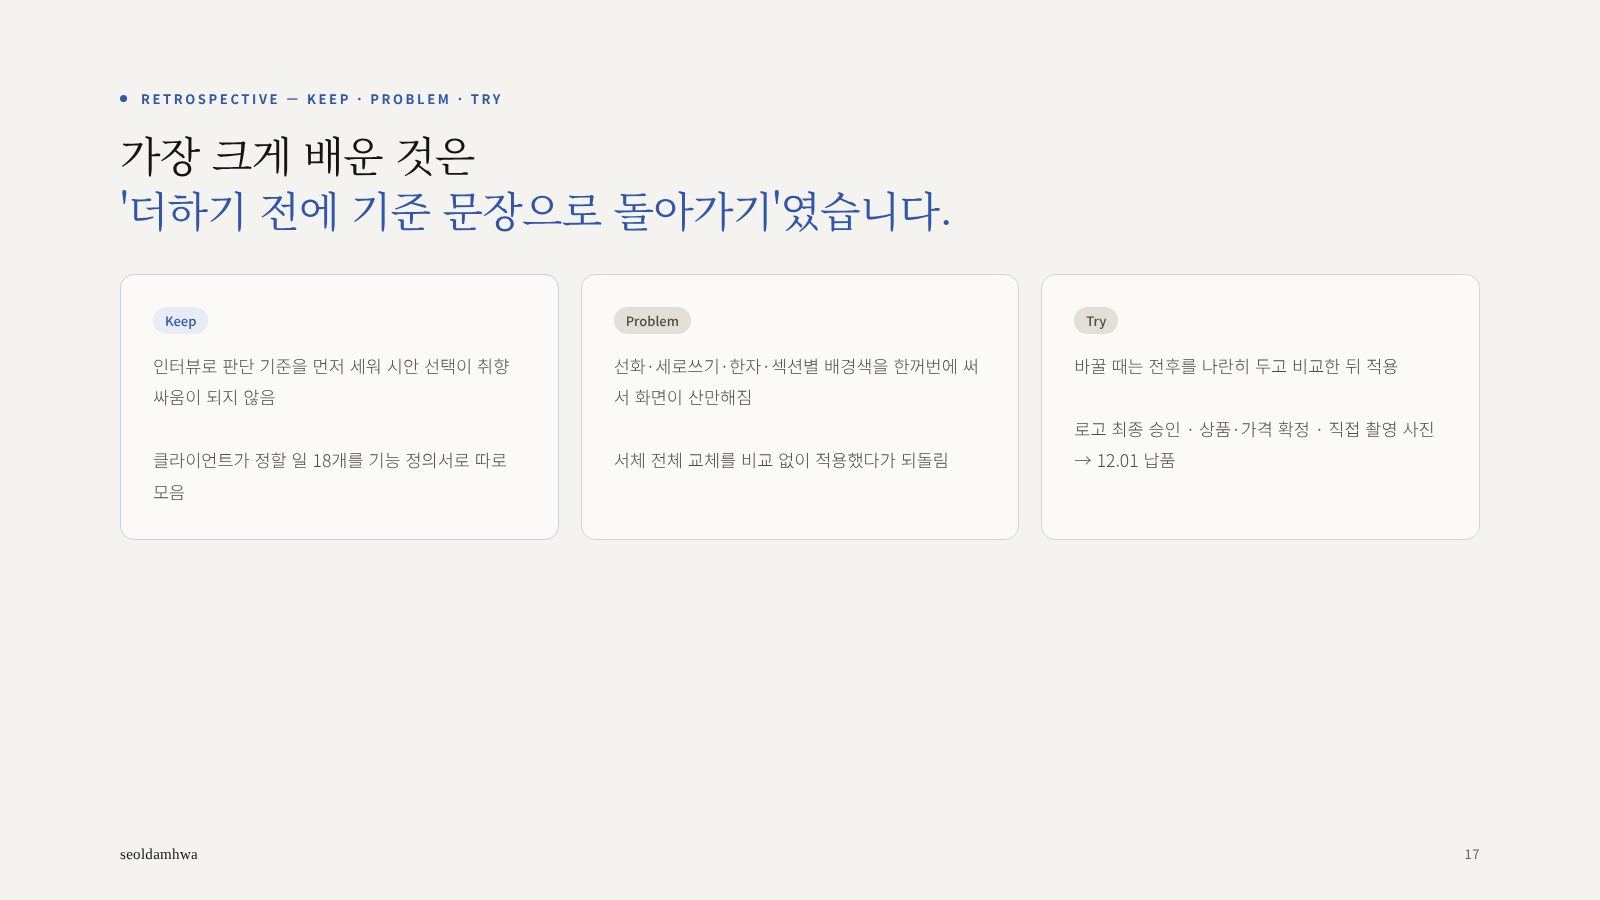 RETROSPECTIVE — KEEP · PROBLEM · TRY
가장 크게 배운 것은
'더하기 전에 기준 문장으로 돌아가기'였습니다.
Keep
인터뷰로 판단 기준을 먼저 세워 시안 선택이 취향
싸움이 되지 않음
클라이언트가 정할 일 18개를 기능 정의서로 따로
모음
Problem
선화·세로쓰기·한자·섹션별 배경색을 한꺼번에 써
서 화면이 산만해짐
서체 전체 교체를 비교 없이 적용했다가 되돌림
Try
바꿀 때는 전후를 나란히 두고 비교한 뒤 적용
로고 최종 승인 · 상품·가격 확정 · 직접 촬영 사진
→ 12.01 납품
seoldamhwa
17